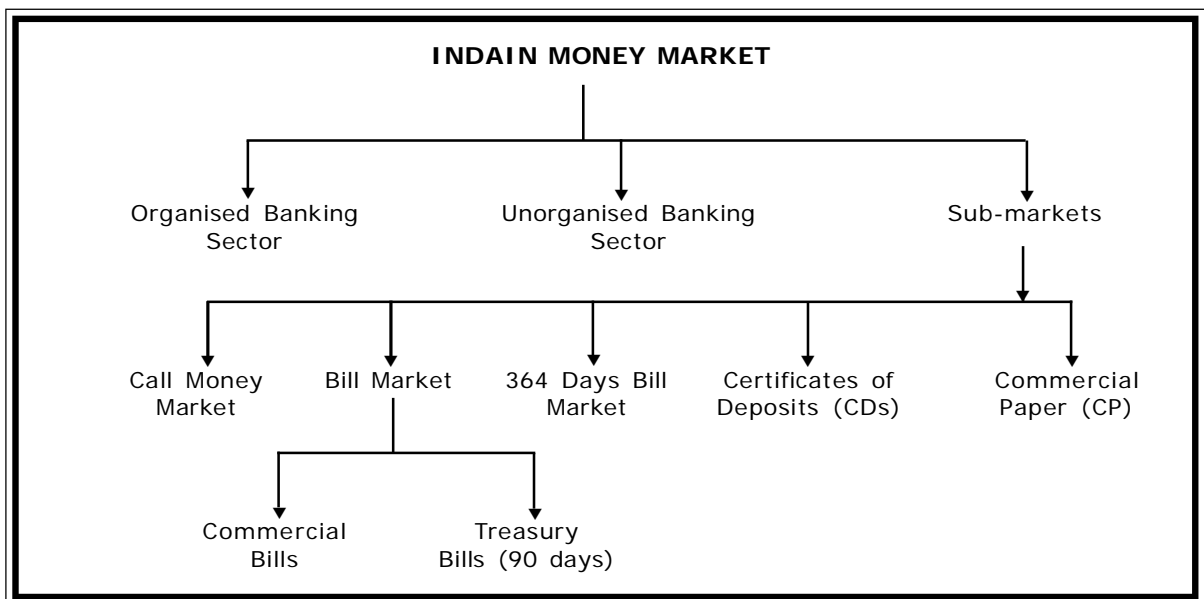 INDAIN MONEY MARKET
Organised Banking
Sector
Unorganised Banking
Sector
Sub-markets
Call Money
Market
Bill Market
364 Days Bill
Market
Certificates of
Deposits (CDs)
Commercial
Paper (CP)
Commercial
Bills
Treasury
Bills (90 days)